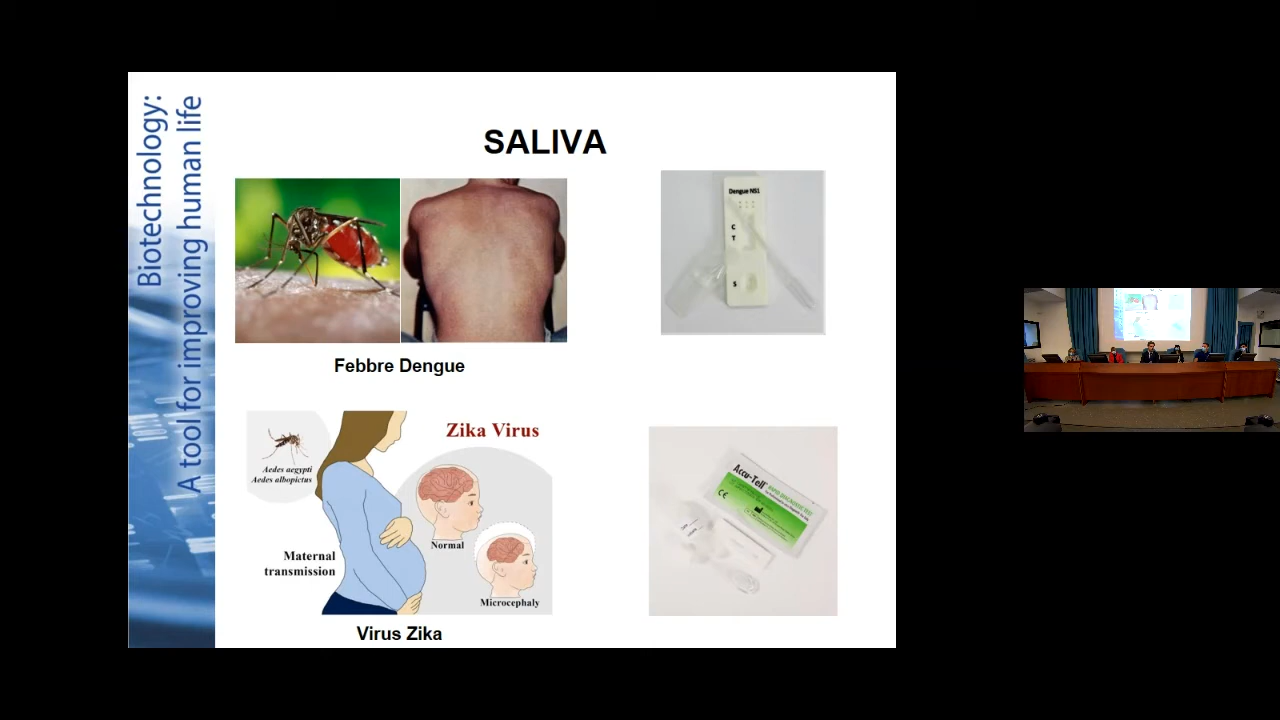 Biotechnology:
A tool for improving human life
SALIVA
Dengue NS1
C
T
S
Febbre Dengue
Zika Virus
Aedes aegypti
Aedes albopictus
Normal
Maternal
transmission
Microcephaly
Virus Zika
Accu-Tell
CE